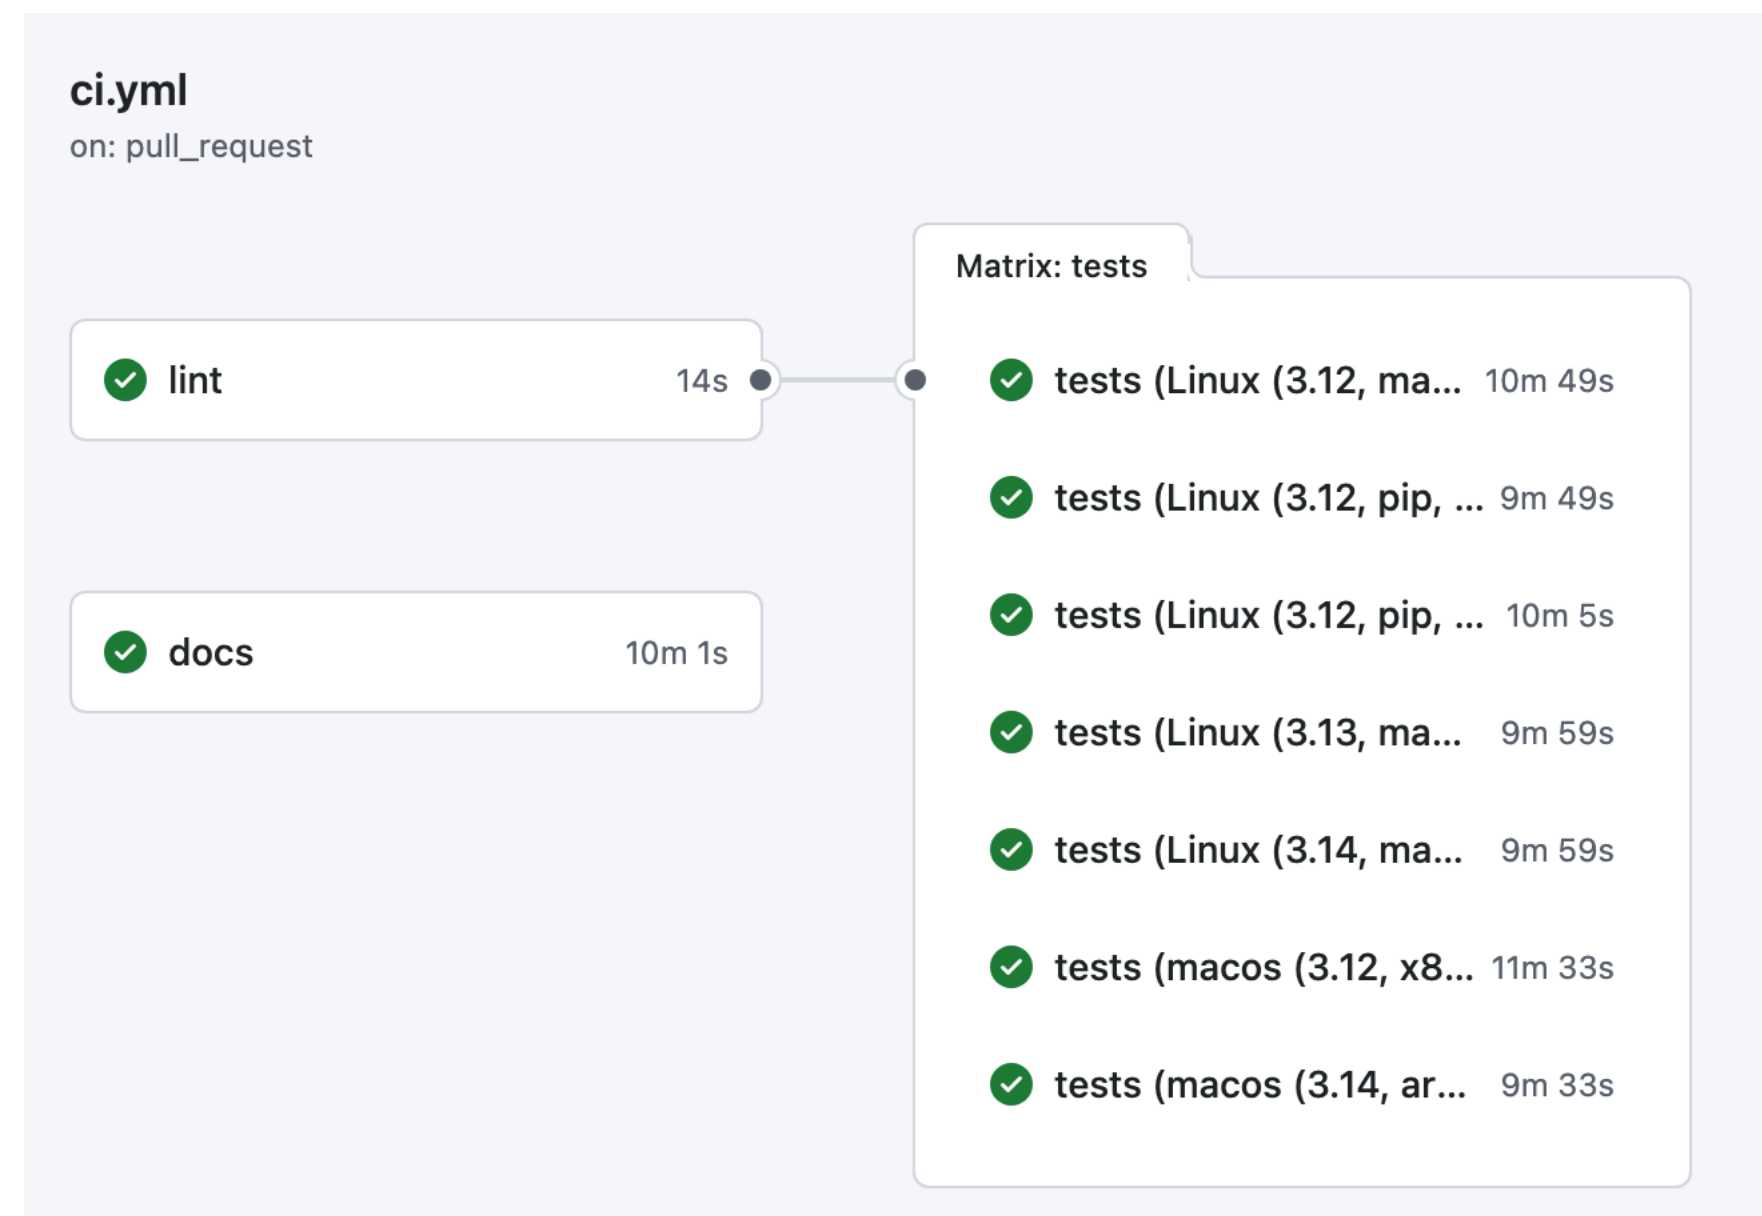 ci.yml
on: pull_request
Matrix: tests
lint 14s
docs 10m 1s
tests (Linux (3.12, ma... 10m 49s
tests (Linux (3.12, pip, ... 9m 49s
tests (Linux (3.12, pip, ... 10m 5s
tests (Linux (3.13, ma... 9m 59s
tests (Linux (3.14, ma... 9m 59s
tests (macos (3.12, x8... 11m 33s
tests (macos (3.14, ar... 9m 33s